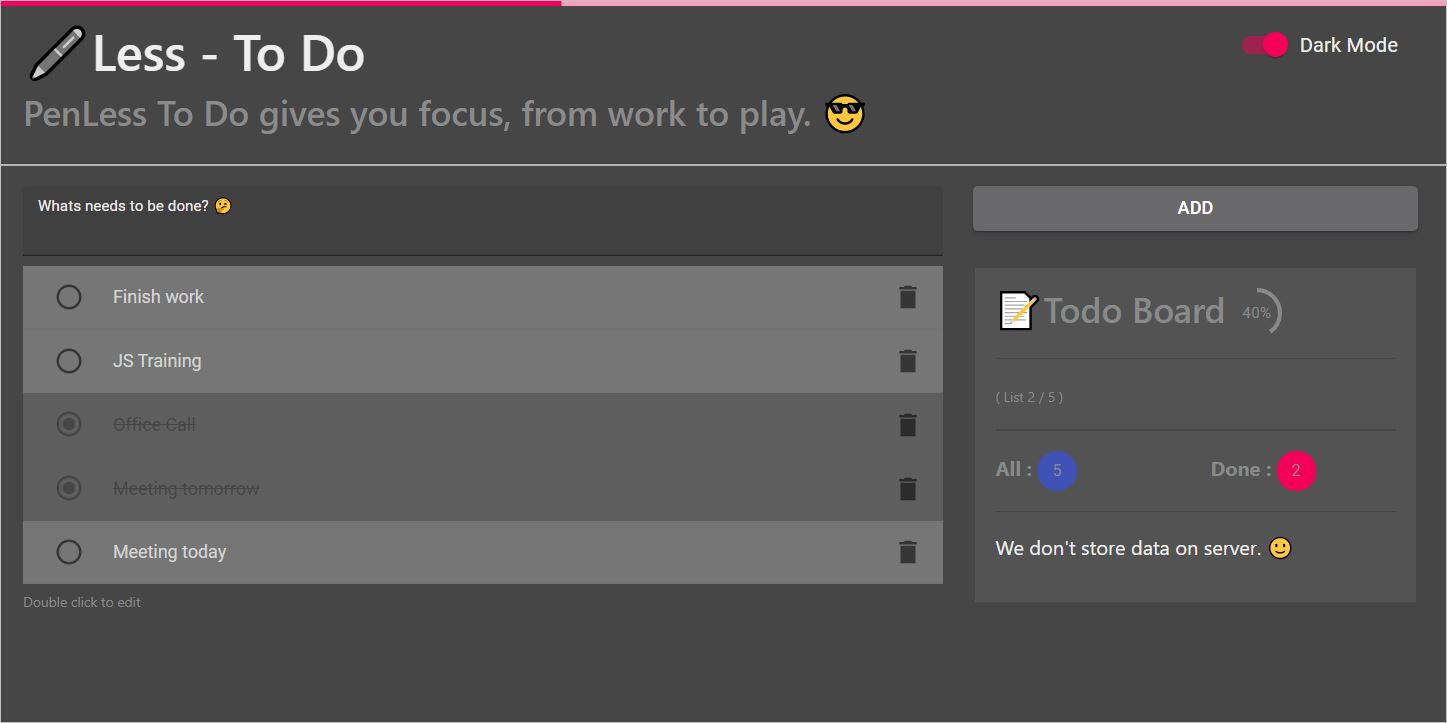 Less - To Do
Dark Mode
PenLess To Do gives you focus, from work to play. 😎
Whats needs to be done? 🤔
ADD
Finish work
JS Training
Office Call
Meeting tomorrow
Meeting today
Double click to edit
📝 Todo Board 40%
( List 2 / 5 )
All : 5 Done : 2
We don't store data on server. 🙂